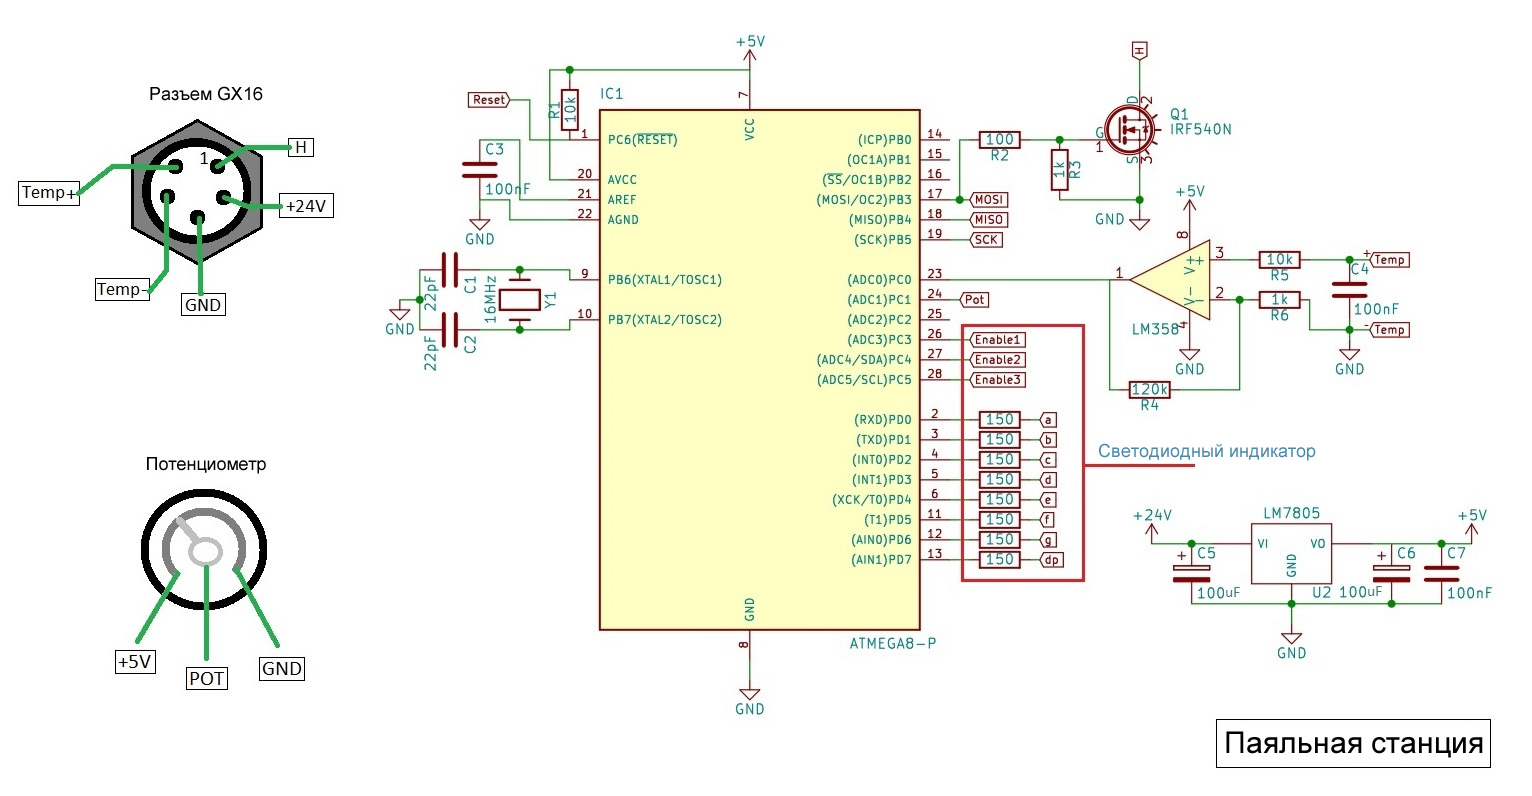 Разъем GX16
1
H
Temp+
+24V
Temp-
GND
Потенциометр
+5V
POT
GND
+5V
IC1
Reset
R1
10k
7
VCC
1
PC6(RESET)
C3
100nF
GND
20
AVCC
21
AREF
22
AGND
9
PB6(XTAL1/TOSC1)
10
PB7(XTAL2/TOSC2)
22pF
C1
22pF
C2
16MHz
Y1
GND
(ICP)PB0
14
(OC1A)PB1
15
(SS/OC1B)PB2
16
(MOSI/OC2)PB3
17
MOSI
(MISO)PB4
18
MISO
(SCK)PB5
19
SCK
(ADC0)PC0
23
(ADC1)PC1
24
Pot
(ADC2)PC2
25
(ADC3)PC3
26
Enable1
(ADC4/SDA)PC4
27
Enable2
(ADC5/SCL)PC5
28
Enable3
(RXD)PD0
2
150
a
(TXD)PD1
3
150
b
(INT0)PD2
4
150
c
(INT1)PD3
5
150
d
(XCK/T0)PD4
6
150
e
(T1)PD5
11
150
f
(AIN0)PD6
12
150
g
(AIN1)PD7
13
150
dp
GND
8
GND
ATMEGA8-P
H
D
2
Q1
IRF540N
G
1
S
3
100
R2
1k
R3
GND
+5V
8
V+
+
3
10k
R5
+
Temp
C4
100nF
1
V-
-
2
1k
R6
-
Temp
LM358
4
GND
GND
120k
R4
Светодиодный индикатор
+24V
LM7805
+5V
VI
VO
GND
+
C5
100uF
U2
+
C6
100uF
C7
100nF
GND
Паяльная станция